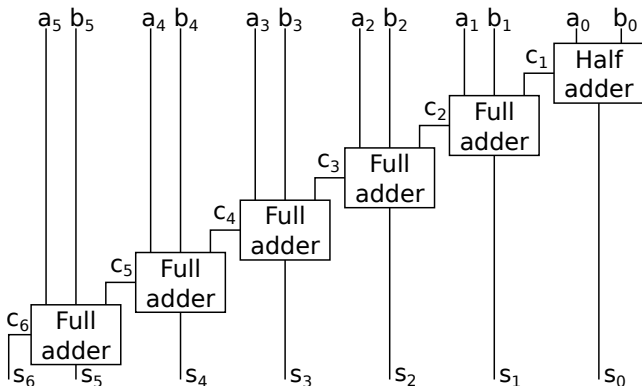 a₅ b₅ a₄ b₄ a₃ b₃ a₂ b₂ a₁ b₁ a₀ b₀
c₁ Half
adder
c₂ Full
adder
c₃ Full
adder
c₄ Full
adder
c₅ Full
adder
c₆ Full
adder
s₆ s₅ s₄ s₃ s₂ s₁ s₀